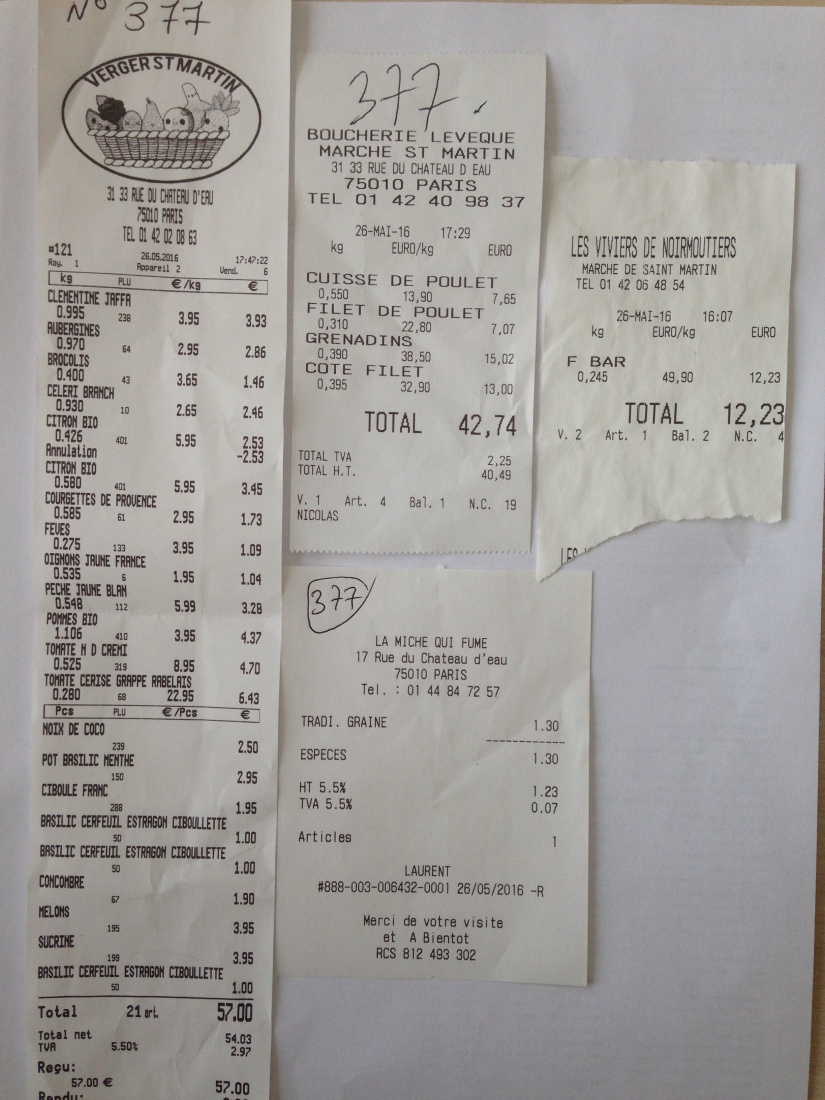 N° 377
VERGER ST MARTIN
31 33 RUE DU CHATEAU D'EAU
75010 PARIS
TEL 01 42 02 08 63
#121 26.05.2016 17:47:22
Ray. 1 Appareil 2 Vend. 6
kg PLU €/kg €
CLEMENTINE JAFFA
0.995 238 3.95 3.93
AUBERGINES
0.970 64 2.95 2.86
BROCOLIS
0.400 43 3.65 1.46
CELERI BRANCH
0.930 10 2.65 2.46
CITRON BIO
0.426 401 5.95 2.53
Annulation -2.53
CITRON BIO
0.580 401 5.95 3.45
COURGETTES DE PROVENCE
0.585 61 2.95 1.73
FEVES
0.275 133 3.95 1.09
OIGNONS JAUNE FRANCE
0.535 6 1.95 1.04
PECHE JAUNE BLAN
0.548 112 5.99 3.28
POMMES BIO
1.106 410 3.95 4.37
TOMATE N D CREMI
0.525 319 8.95 4.70
TOMATE CERISE GRAPPE RABELAIS
0.280 68 22.95 6.43
Pcs PLU €/Pcs €
NOIX DE COCO
239 2.50
POT BASILIC MENTHE
150 2.95
CIBOULE FRANC
288 1.95
BASILIC CERFEUIL ESTRAGON CIBOULLETTE
50 1.00
BASILIC CERFEUIL ESTRAGON CIBOULLETTE
50 1.00
CONCOMBRE
67 1.90
MELONS
195 3.95
SUCRINE
199 3.95
BASILIC CERFEUIL ESTRAGON CIBOULLETTE
50 1.00
Total 21 art. 57.00
Total net 54.03
TVA 5.50% 2.97
Reçu:
57.00 € 57.00
Rendu:
377.
BOUCHERIE LEVEQUE
MARCHE ST MARTIN
31 33 RUE DU CHATEAU D EAU
75010 PARIS
TEL 01 42 40 98 37
26-MAI-16 17:29
kg EURO/kg EURO
CUISSE DE POULET
0,550 13,90 7,65
FILET DE POULET
0,310 22,80 7,07
GRENADINS
0,390 38,50 15,02
COTE FILET
0,395 32,90 13,00
TOTAL 42,74
TOTAL TVA 2,25
TOTAL H.T. 40,49
V. 1 Art. 4 Bal. 1 N.C. 19
NICOLAS
LES VIVIERS DE NOIRMOUTIERS
MARCHE DE SAINT MARTIN
TEL 01 42 06 48 54
26-MAI-16 16:07
kg EURO/kg EURO
F BAR
0,245 49,90 12,23
TOTAL 12,23
V. 2 Art. 1 Bal. 2 N.C. 4
LES
377
LA MICHE QUI FUME
17 Rue du Chateau d'eau
75010 PARIS
Tel. : 01 44 84 72 57
TRADI. GRAINE 1.30
ESPECES 1.30
HT 5.5% 1.23
TVA 5.5% 0.07
Articles 1
LAURENT
#888-003-006432-0001 26/05/2016 -R
Merci de votre visite
et A Bientot
RCS 812 493 302